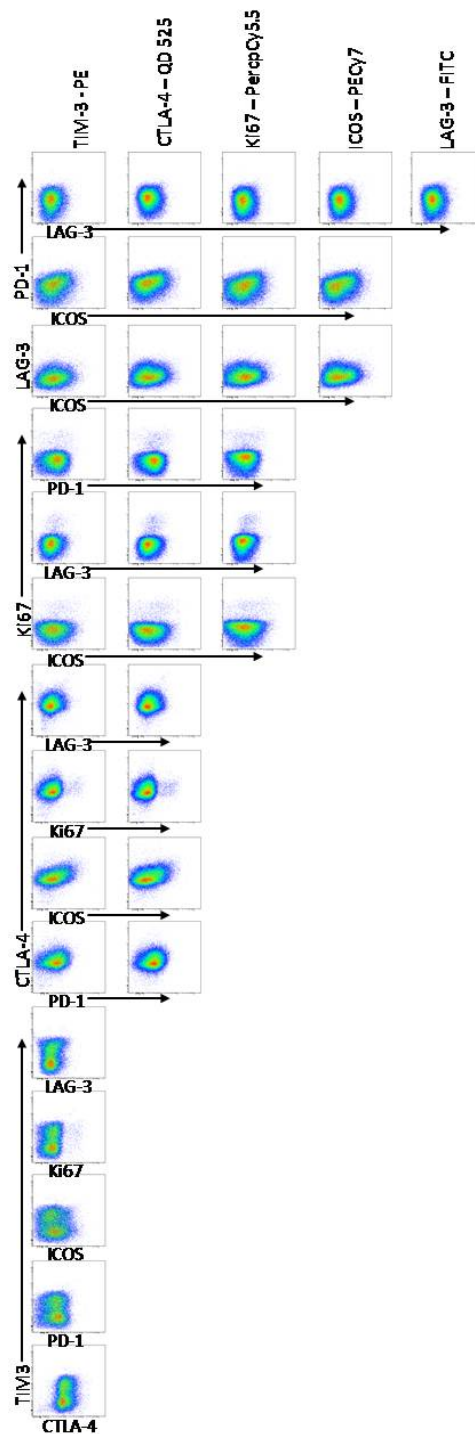 TIM-3 - PE
CTLA-4 – QD 525
KI67 – PercpCy5.5
ICOS – PECy7
LAG-3 – FITC
PD-1
LAG-3
ICOS
LAG-3
ICOS
KI67
PD-1
LAG-3
ICOS
CTLA-4
LAG-3
Ki67
ICOS
PD-1
TIM3
LAG-3
Ki67
ICOS
PD-1
CTLA-4